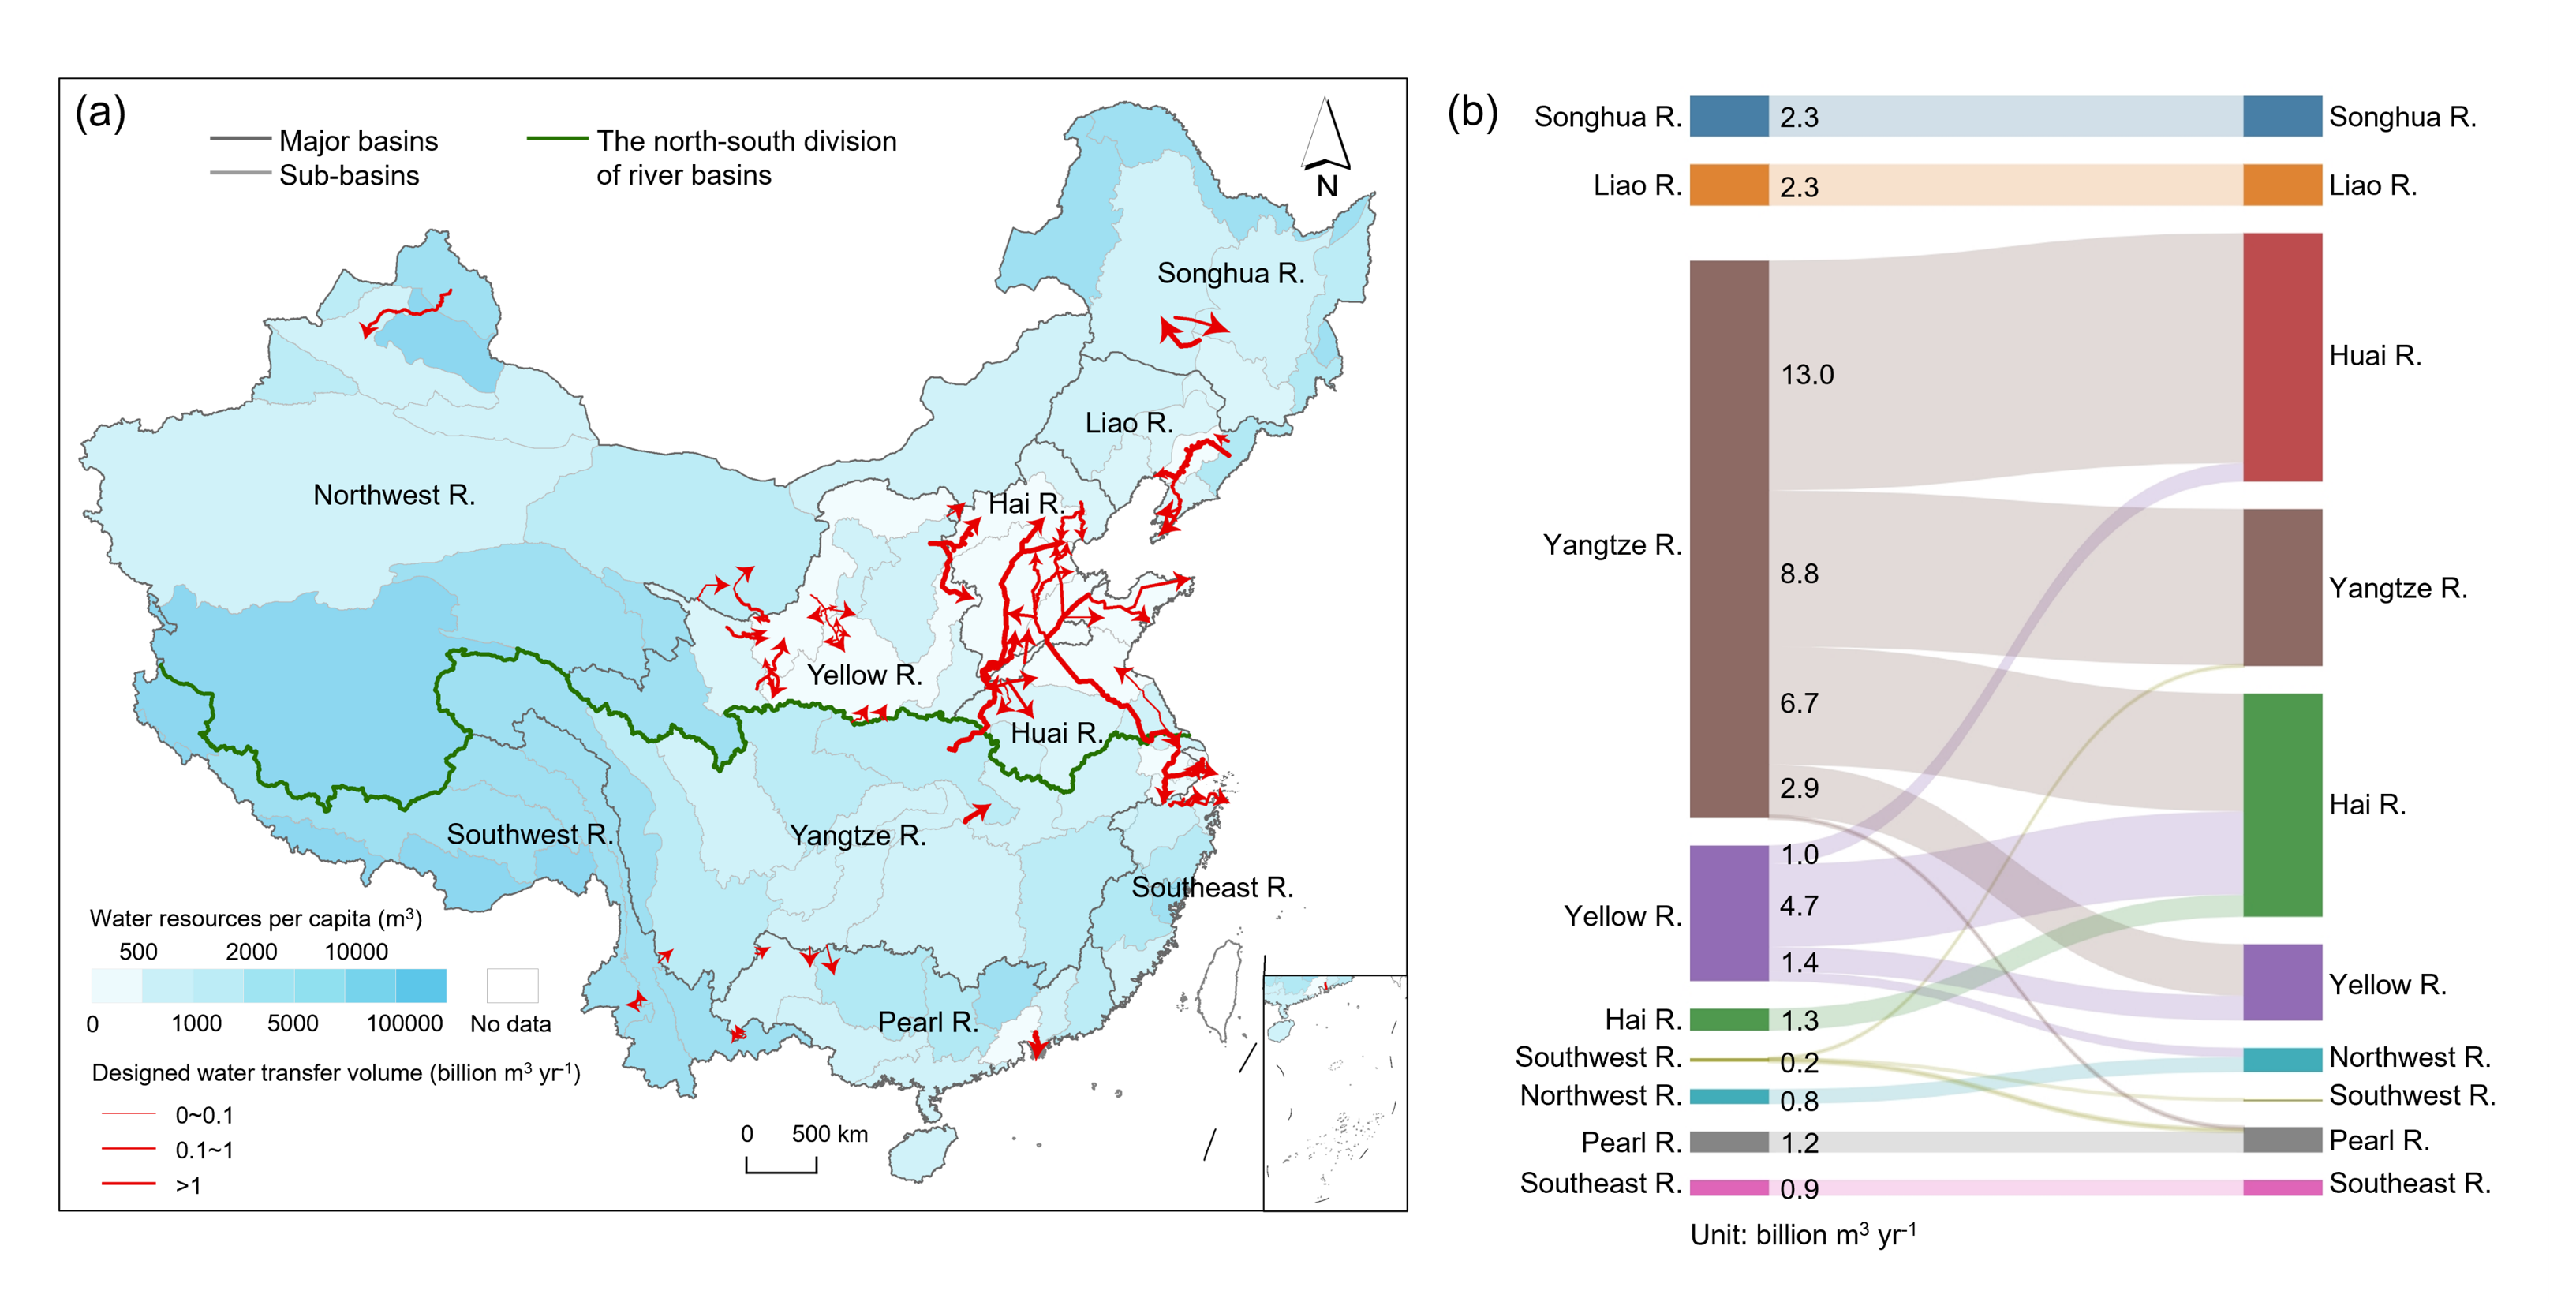 (a)
Major basins
Sub-basins
The north-south division
of river basins
N
Songhua R.
Liao R.
Northwest R.
Hai R.
Yellow R.
Huai R.
Southwest R.
Yangtze R.
Southeast R.
Pearl R.
Water resources per capita (m³)
500 2000 10000
0 1000 5000 100000 No data
Designed water transfer volume (billion m³ yr⁻¹)
0~0.1
0.1~1
>1
0 500 km
(b)
Songhua R. 2.3 Songhua R.
Liao R. 2.3 Liao R.
Huai R.
13.0
Yangtze R.
8.8
Yangtze R.
6.7
2.9
Hai R.
1.0
Yellow R.
4.7
1.4
Yellow R.
Hai R. 1.3
Southwest R. 0.2 Northwest R.
Northwest R. 0.8 Southwest R.
Pearl R. 1.2 Pearl R.
Southeast R. 0.9 Southeast R.
Unit: billion m³ yr⁻¹